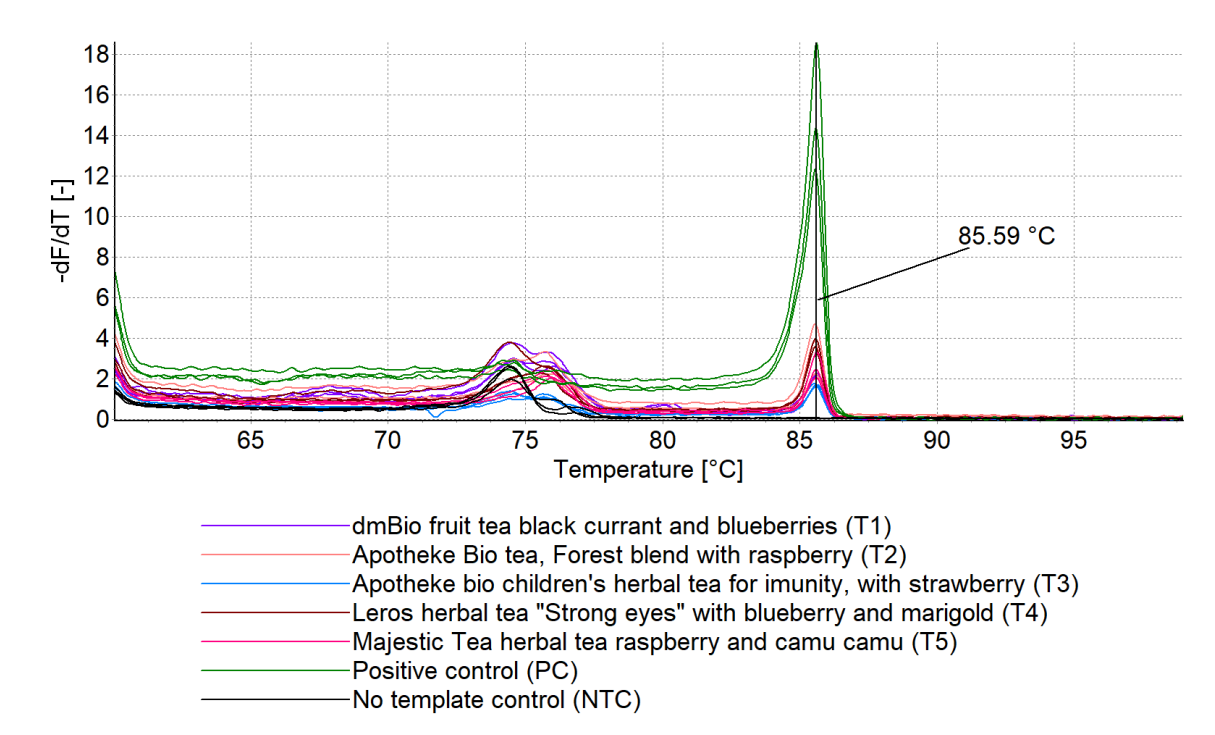 18
16
14
12
10
8
6
4
2
0
-dF/dT [-]
85.59 °C
65 70 75 80 85 90 95
Temperature [°C]
dmBio fruit tea black currant and blueberries (T1)
Apotheke Bio tea, Forest blend with raspberry (T2)
Apotheke bio children's herbal tea for imunity, with strawberry (T3)
Leros herbal tea "Strong eyes" with blueberry and marigold (T4)
Majestic Tea herbal tea raspberry and camu camu (T5)
Positive control (PC)
No template control (NTC)